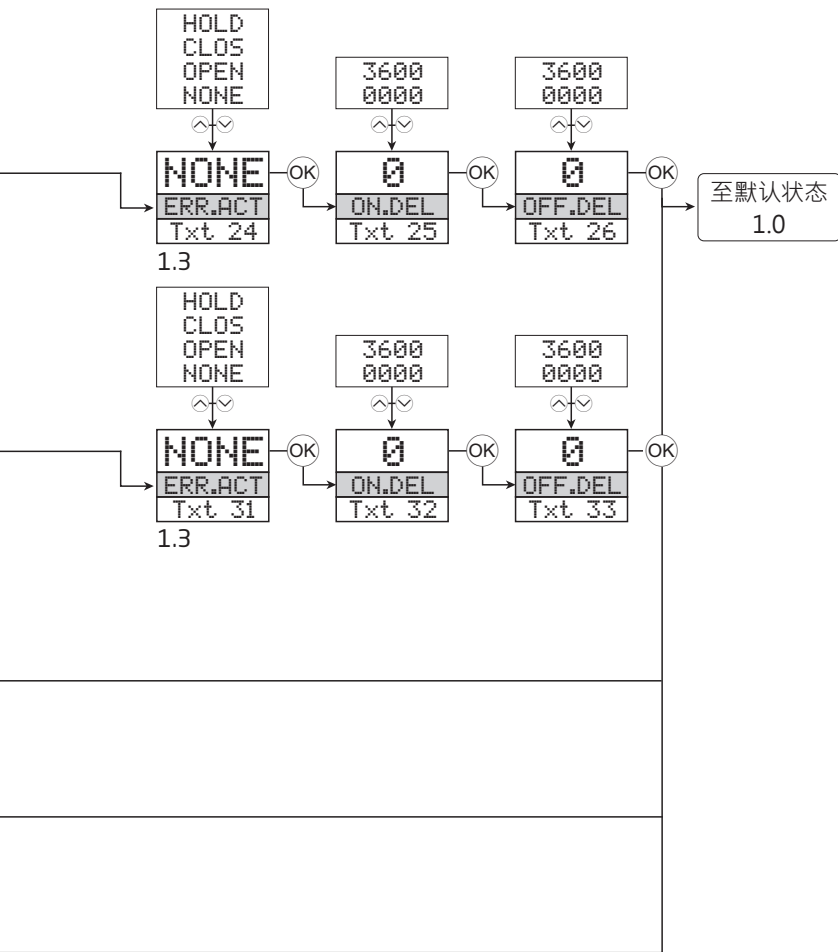 HOLD
CLOS
OPEN
NONE
3600
0000
3600
0000
NONE
OK
0
OK
0
OK
ERR.ACT
ON.DEL
OFF.DEL
Txt 24
Txt 25
Txt 26
至默认状态
1.0
1.3
HOLD
CLOS
OPEN
NONE
3600
0000
3600
0000
NONE
OK
0
OK
0
OK
ERR.ACT
ON.DEL
OFF.DEL
Txt 31
Txt 32
Txt 33
1.3